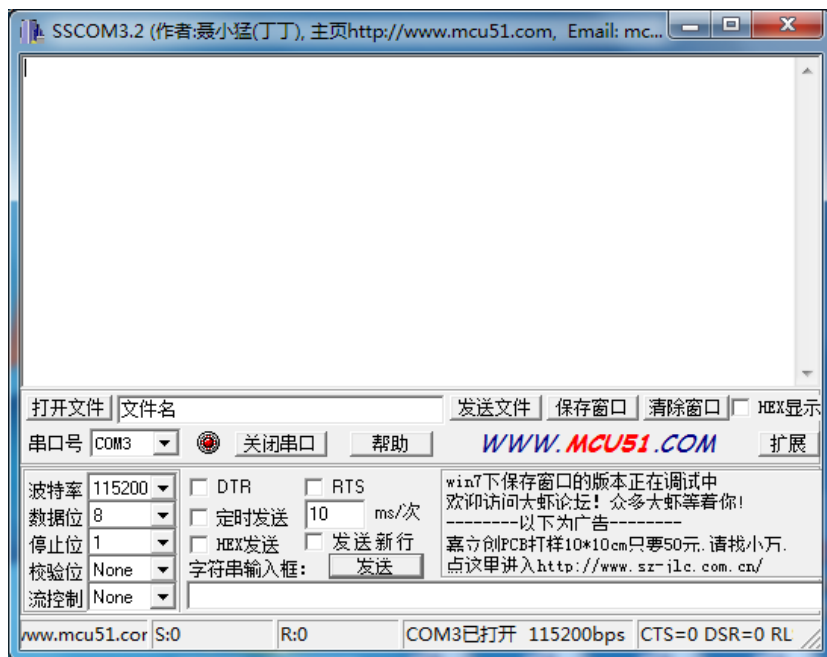 SSCOM3.2 (作者:聂小猛(丁丁), 主页http://www.mcu51.com, Email: mc...
打开文件 文件名 发送文件 保存窗口 清除窗口 HEX显示
串口号 COM3 关闭串口 帮助 WWW.MCU51.COM 扩展
波特率 115200 DTR RTS
数据位 8 定时发送 10 ms/次
停止位 1 HEX发送 发送新行
校验位 None 字符串输入框: 发送
流控制 None
win7下保存窗口的版本正在调试中
欢迎访问大虾论坛! 众多大虾等着你!
--------以下为广告--------
嘉立创PCB打样10*10cm只要50元.请找小万.
点这里进入http://www.sz-jlc.com.cn/
www.mcu51.cor S:0 R:0 COM3已打开 115200bps CTS=0 DSR=0 RL